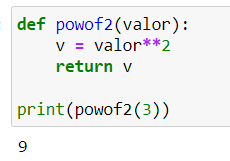 def powof2(valor):
    v = valor**2
    return v
print(powof2(3))
9